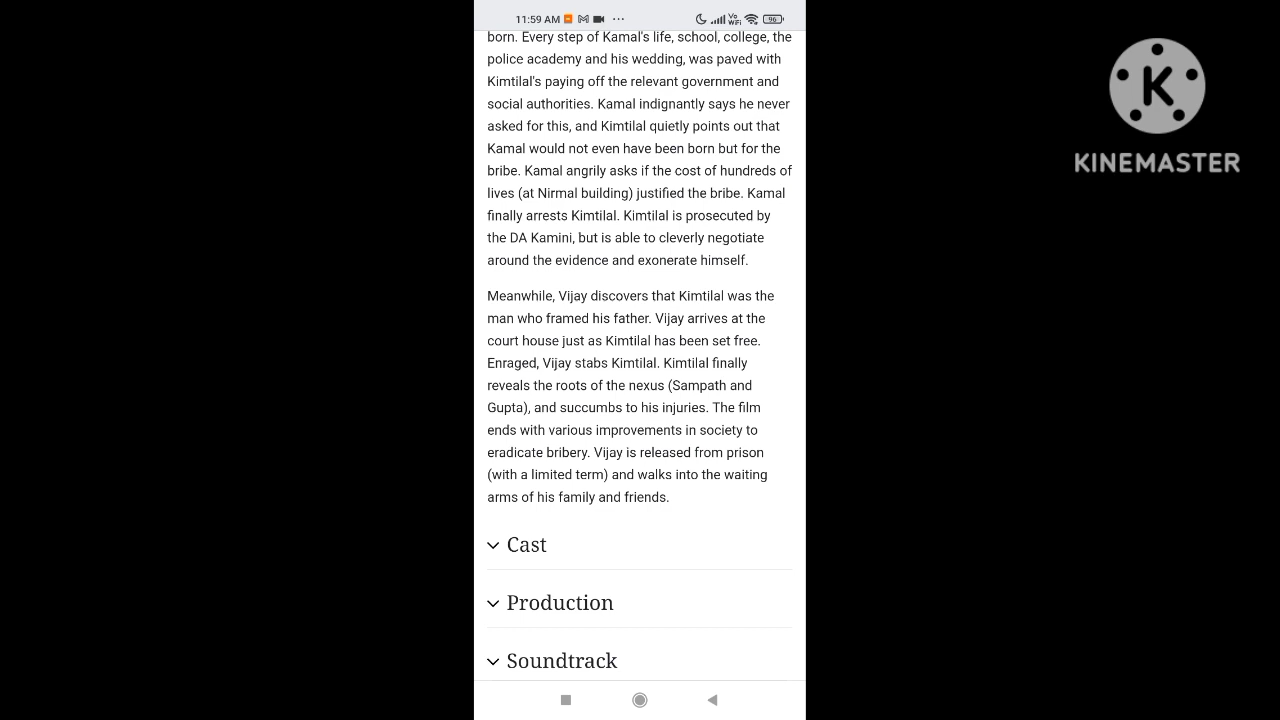 11:59 AM
Vo
WiFi
96
born. Every step of Kamal's life, school, college, the
police academy and his wedding, was paved with
Kimtilal's paying off the relevant government and
social authorities. Kamal indignantly says he never
asked for this, and Kimtilal quietly points out that
Kamal would not even have been born but for the
bribe. Kamal angrily asks if the cost of hundreds of
lives (at Nirmal building) justified the bribe. Kamal
finally arrests Kimtilal. Kimtilal is prosecuted by
the DA Kamini, but is able to cleverly negotiate
around the evidence and exonerate himself.
Meanwhile, Vijay discovers that Kimtilal was the
man who framed his father. Vijay arrives at the
court house just as Kimtilal has been set free.
Enraged, Vijay stabs Kimtilal. Kimtilal finally
reveals the roots of the nexus (Sampath and
Gupta), and succumbs to his injuries. The film
ends with various improvements in society to
eradicate bribery. Vijay is released from prison
(with a limited term) and walks into the waiting
arms of his family and friends.
Cast
Production
Soundtrack
K
KINEMASTER